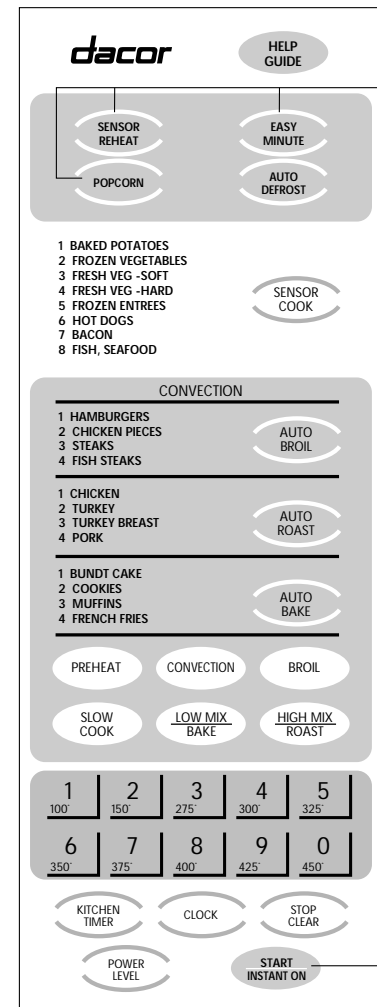 dacor
HELP
GUIDE
SENSOR
REHEAT
EASY
MINUTE
POPCORN
AUTO
DEFROST
1 BAKED POTATOES
2 FROZEN VEGETABLES
3 FRESH VEG -SOFT
4 FRESH VEG -HARD
5 FROZEN ENTREES
6 HOT DOGS
7 BACON
8 FISH, SEAFOOD
SENSOR
COOK
CONVECTION
1 HAMBURGERS
2 CHICKEN PIECES
3 STEAKS
4 FISH STEAKS
AUTO
BROIL
1 CHICKEN
2 TURKEY
3 TURKEY BREAST
4 PORK
AUTO
ROAST
1 BUNDT CAKE
2 COOKIES
3 MUFFINS
4 FRENCH FRIES
AUTO
BAKE
PREHEAT
CONVECTION
BROIL
SLOW
COOK
LOW MIX
BAKE
HIGH MIX
ROAST
1 2 3 4 5
100° 150° 275° 300° 325°
6 7 8 9 0
350° 375° 400° 425° 450°
KITCHEN
TIMER
CLOCK
STOP
CLEAR
POWER
LEVEL
START
INSTANT ON